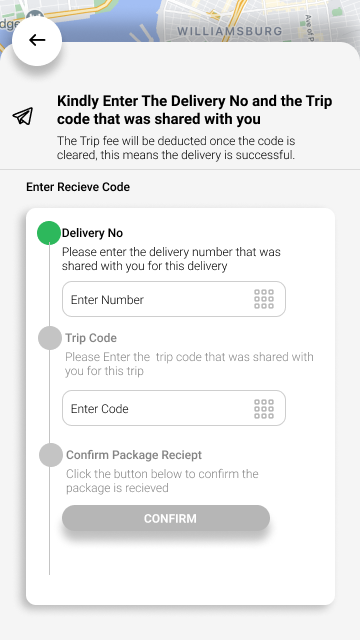 WILLIAMSBURG
Kindly Enter The Delivery No and the Trip
code that was shared with you
The Trip fee will be deducted once the code is
cleared, this means the delivery is successful.
Enter Recieve Code
Delivery No
Please enter the delivery number that was
shared with you for this delivery
Enter Number
Trip Code
Please Enter the  trip code that was shared with
you for this trip
Enter Code
Confirm Package Reciept
Click the button below to confirm the
package is recieved
CONFIRM